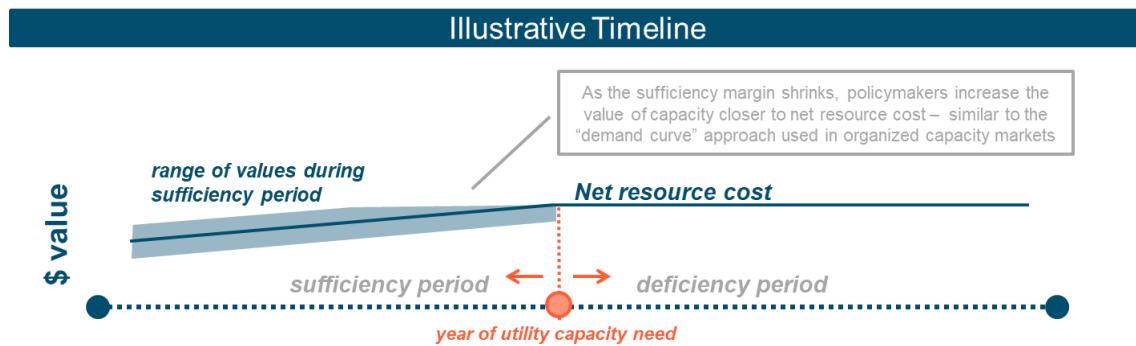 Illustrative Timeline
As the sufficiency margin shrinks, policymakers increase the
value of capacity closer to net resource cost – similar to the
“demand curve” approach used in organized capacity markets
range of values during
sufficiency period
Net resource cost
$ value
sufficiency period
deficiency period
year of utility capacity need